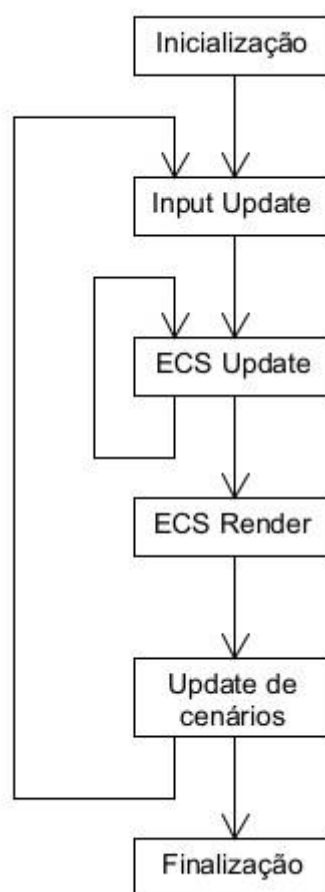 Inicialização
Input Update
ECS Update
ECS Render
Update de
cenários
Finalização